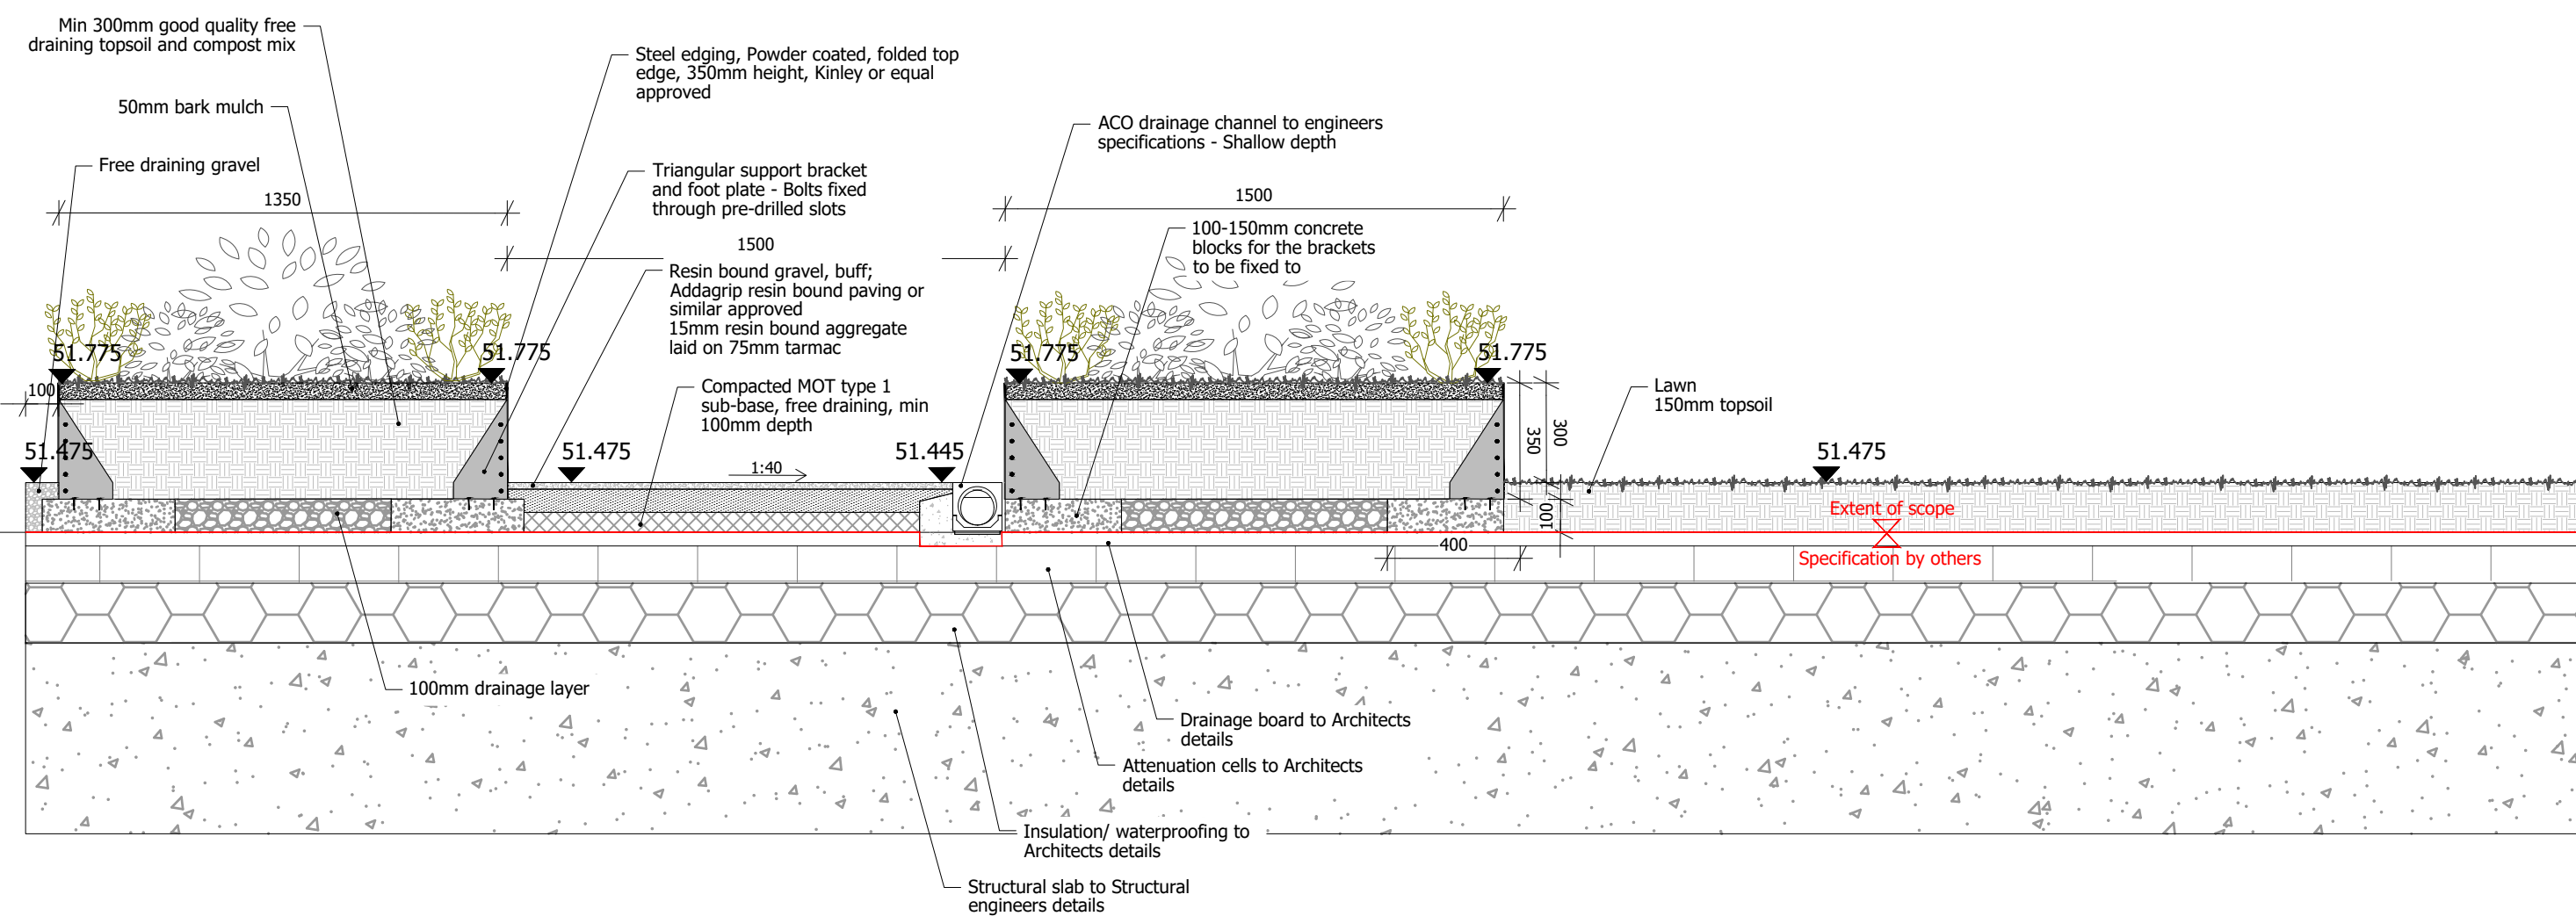 Min 300mm good quality free
draining topsoil and compost mix
50mm bark mulch
Free draining gravel
Steel edging, Powder coated, folded top
edge, 350mm height, Kinley or equal
approved
Triangular support bracket
and foot plate - Bolts fixed
through pre-drilled slots
ACO drainage channel to engineers
specifications - Shallow depth
1350
1500
1500
100-150mm concrete
blocks for the brackets
to be fixed to
Resin bound gravel, buff;
Addagrip resin bound paving or
similar approved
15mm resin bound aggregate
laid on 75mm tarmac
Compacted MOT type 1
sub-base, free draining, min
100mm depth
51.775
51.775
51.775
51.775
100
Lawn
150mm topsoil
51.475
51.475
1:40
51.445
350
300
100
51.475
400
Extent of scope
Specification by others
100mm drainage layer
Drainage board to Architects
details
Attenuation cells to Architects
details
Insulation/ waterproofing to
Architects details
Structural slab to Structural
engineers details